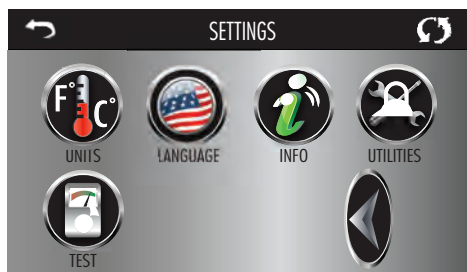 SETTINGS
F° C°
UNITS
LANGUAGE
INFO
UTILITIES
TEST